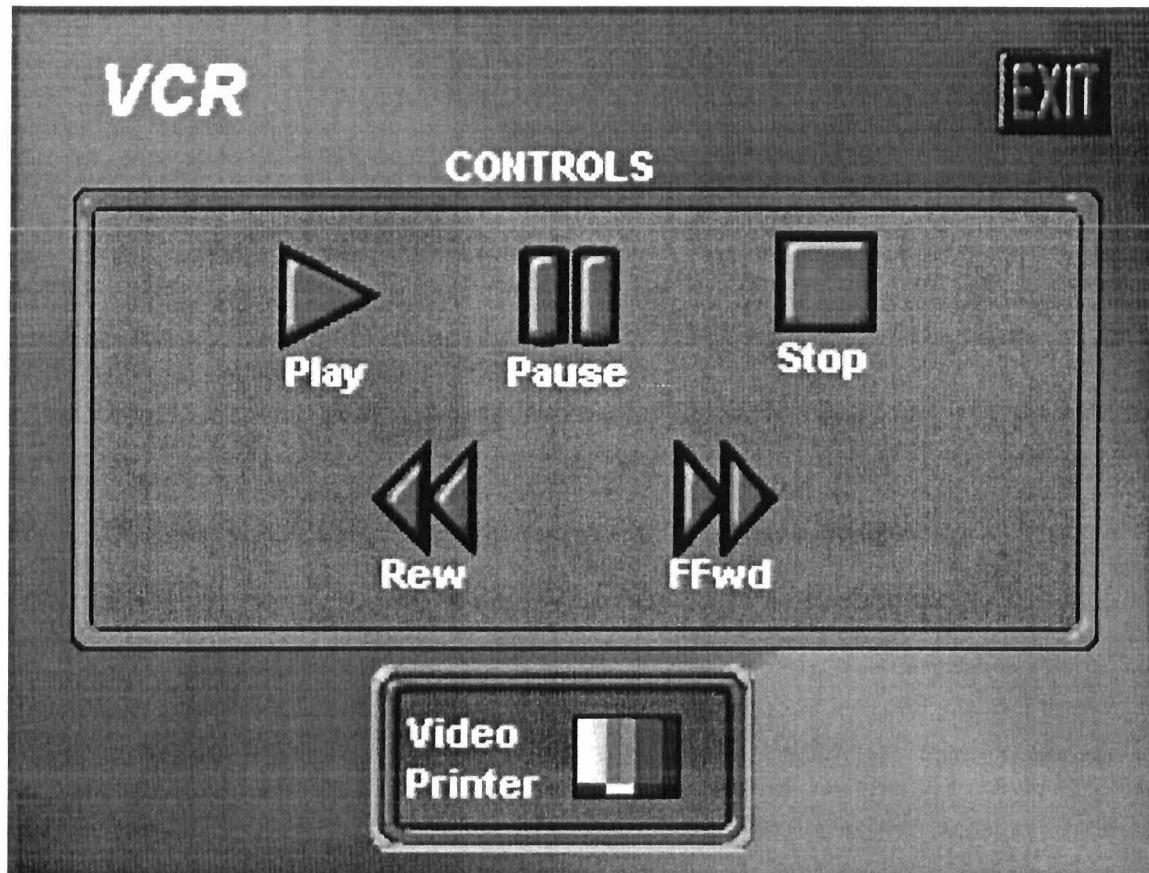 VCR
EXIT
CONTROLS
Play
Pause
Stop
Rew
FFwd
Video
Printer